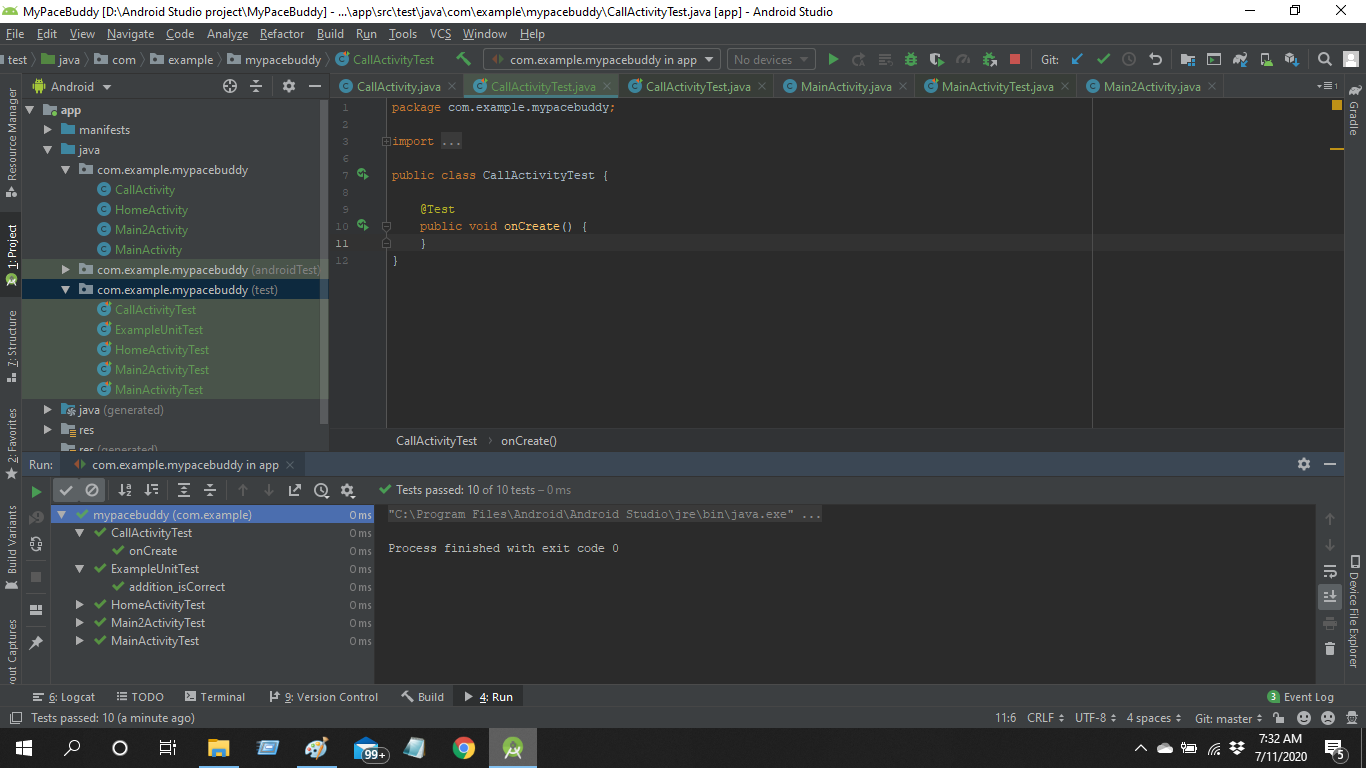 MyPaceBuddy [D:\Android Studio project\MyPaceBuddy] - ...\app\src\test\java\com\example\mypacebuddy\CallActivityTest.java [app] - Android Studio
File Edit View Navigate Code Analyze Refactor Build Run Tools VCS Window Help
test java com example mypacebuddy CallActivityTest com.example.mypacebuddy in app No devices Git:
Android CallActivity.java CallActivityTest.java CallActivityTest.java MainActivity.java MainActivityTest.java Main2Activity.java
Resource Manager
1: Project
7: Structure
2: Favorites
Build Variants
yout Captures
app
manifests
java
com.example.mypacebuddy
CallActivity
HomeActivity
Main2Activity
MainActivity
com.example.mypacebuddy (androidTest)
com.example.mypacebuddy (test)
CallActivityTest
ExampleUnitTest
HomeActivityTest
Main2ActivityTest
MainActivityTest
java (generated)
res
res (generated)
1 package com.example.mypacebuddy;
2
3 import ...
6
7 public class CallActivityTest {
8
9 @Test
10 public void onCreate() {
11 }
12 }
CallActivityTest › onCreate()
Gradle
Device File Explorer
Run: com.example.mypacebuddy in app
Tests passed: 10 of 10 tests – 0 ms
mypacebuddy (com.example) 0 ms
CallActivityTest 0 ms
onCreate 0 ms
ExampleUnitTest 0 ms
addition_isCorrect 0 ms
HomeActivityTest 0 ms
Main2ActivityTest 0 ms
MainActivityTest 0 ms
"C:\Program Files\Android\Android Studio\jre\bin\java.exe" ...
Process finished with exit code 0
6: Logcat TODO Terminal 9: Version Control Build 4: Run 3 Event Log
Tests passed: 10 (a minute ago) 11:6 CRLF UTF-8 4 spaces Git: master
99+
7:32 AM
7/11/2020
5